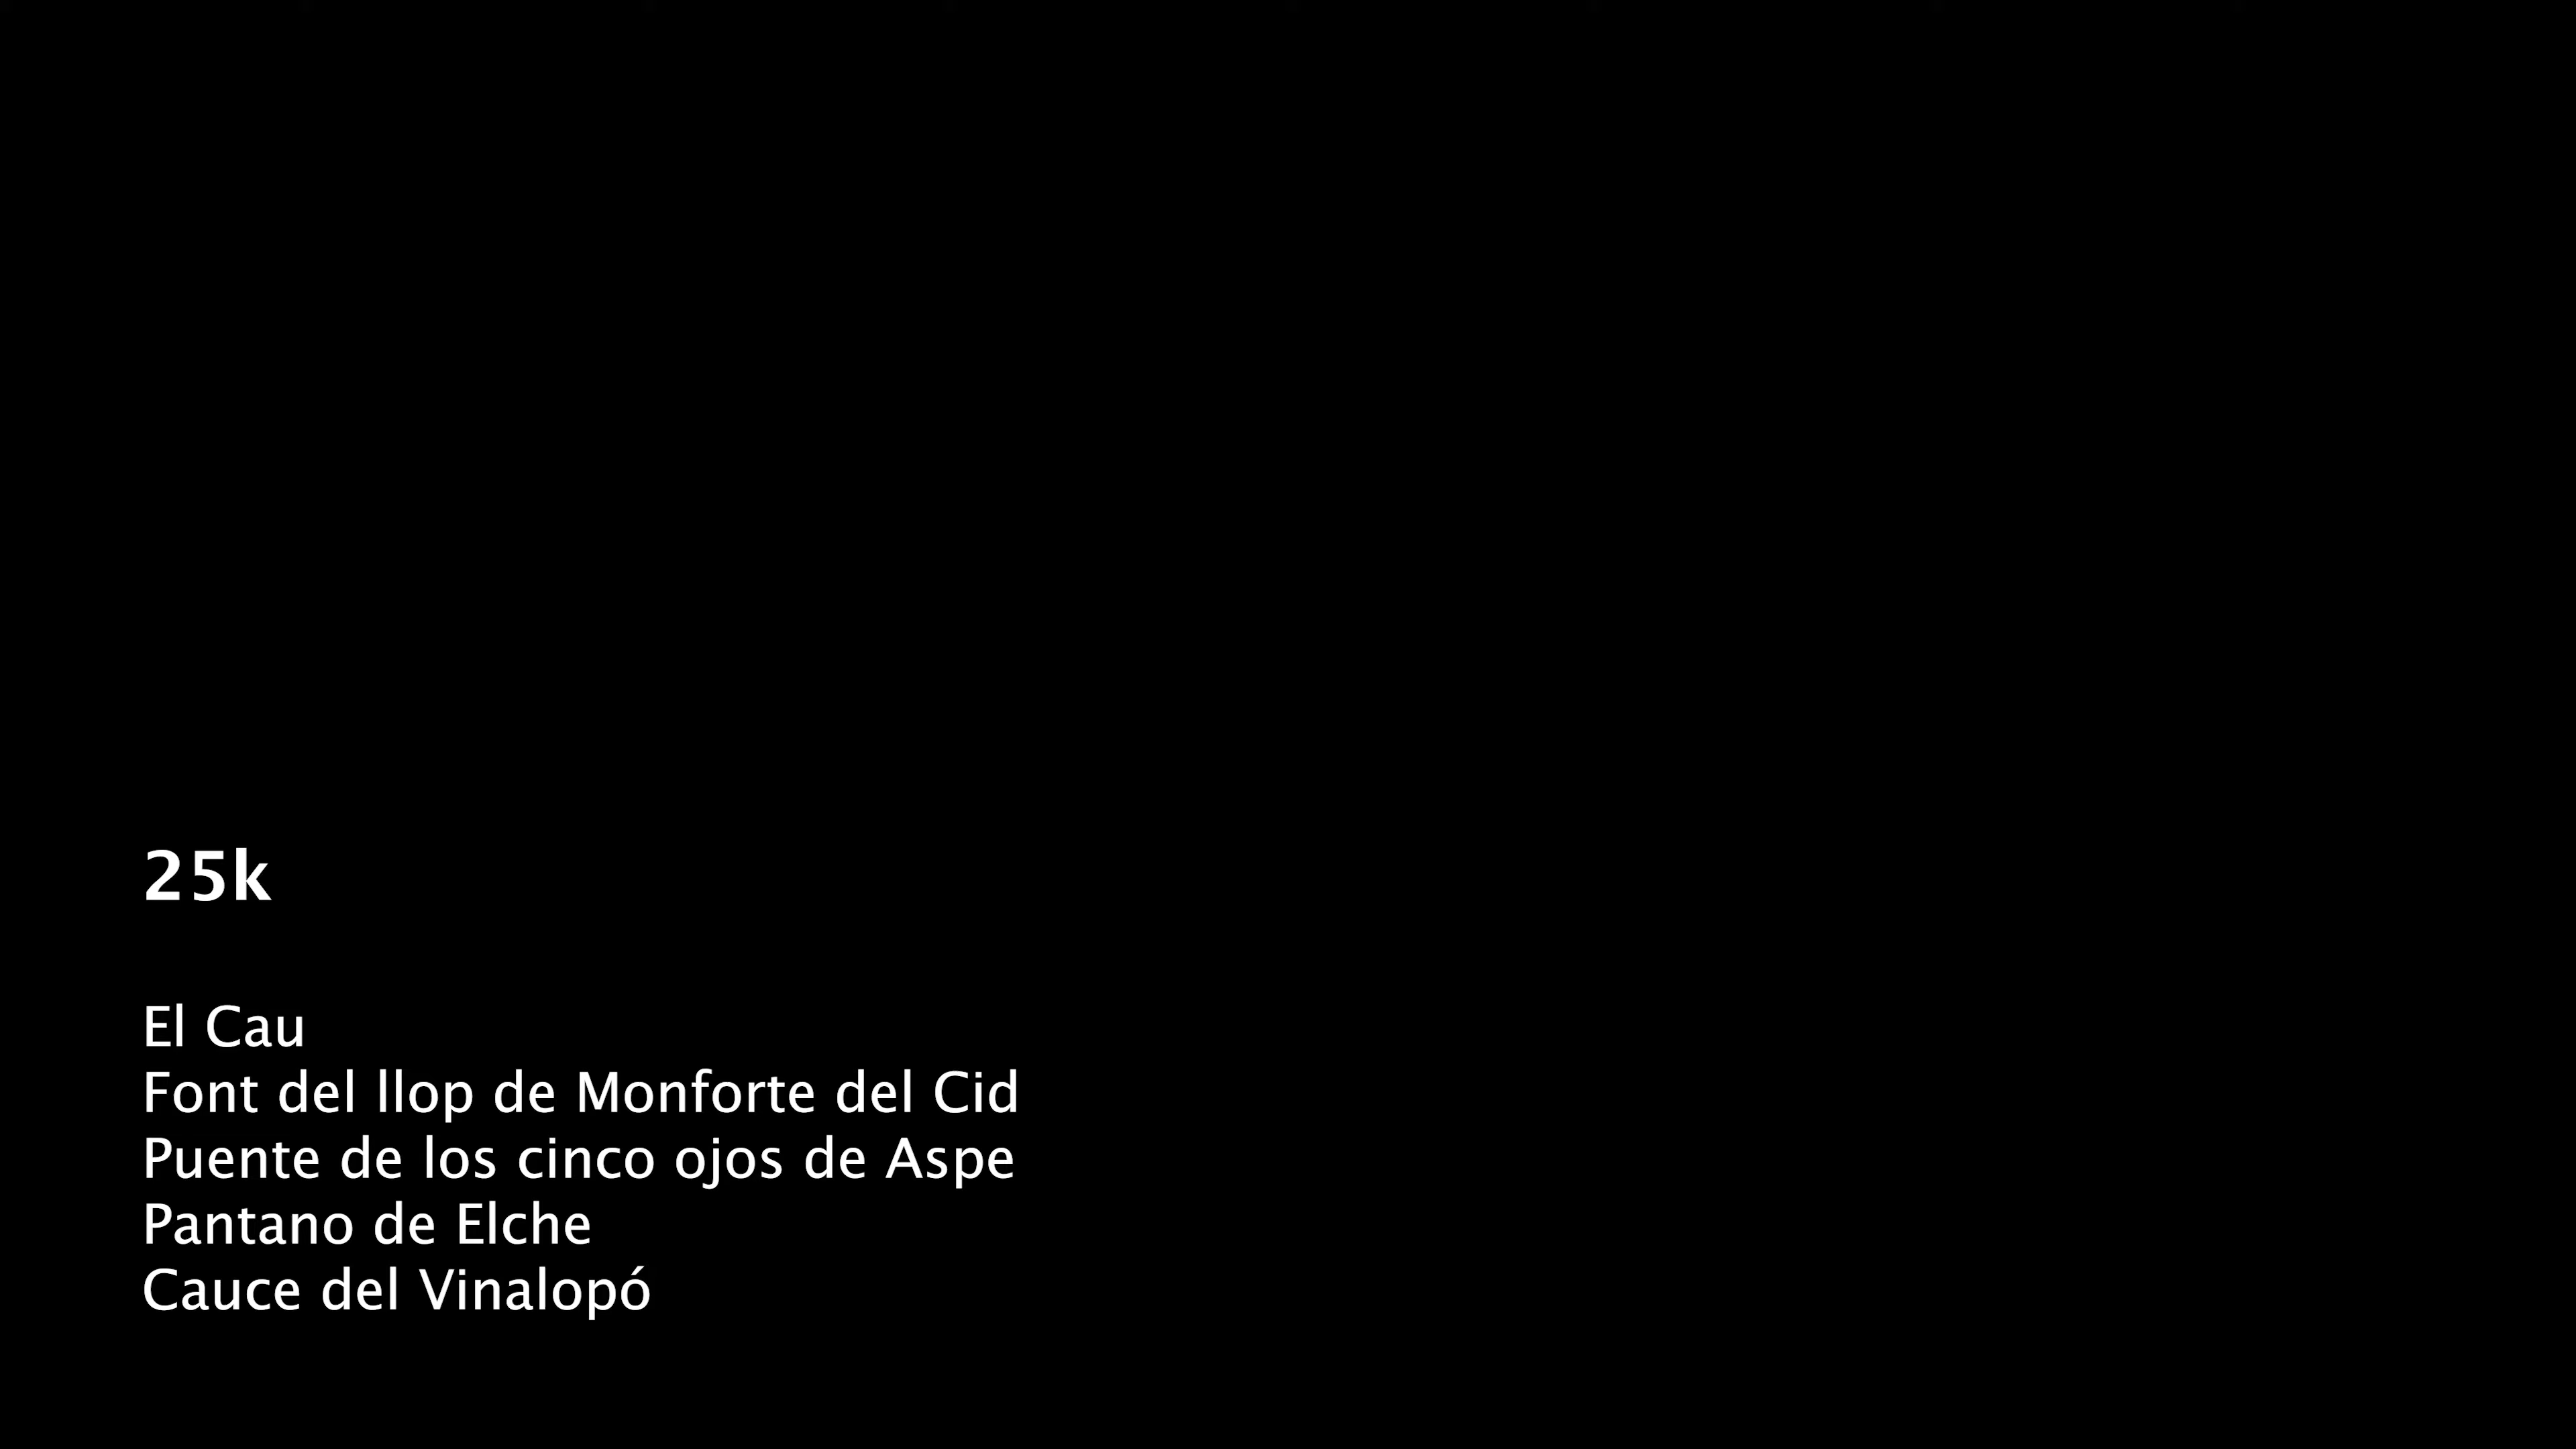 25k
El Cau
Font del llop de Monforte del Cid
Puente de los cinco ojos de Aspe
Pantano de Elche
Cauce del Vinalopó